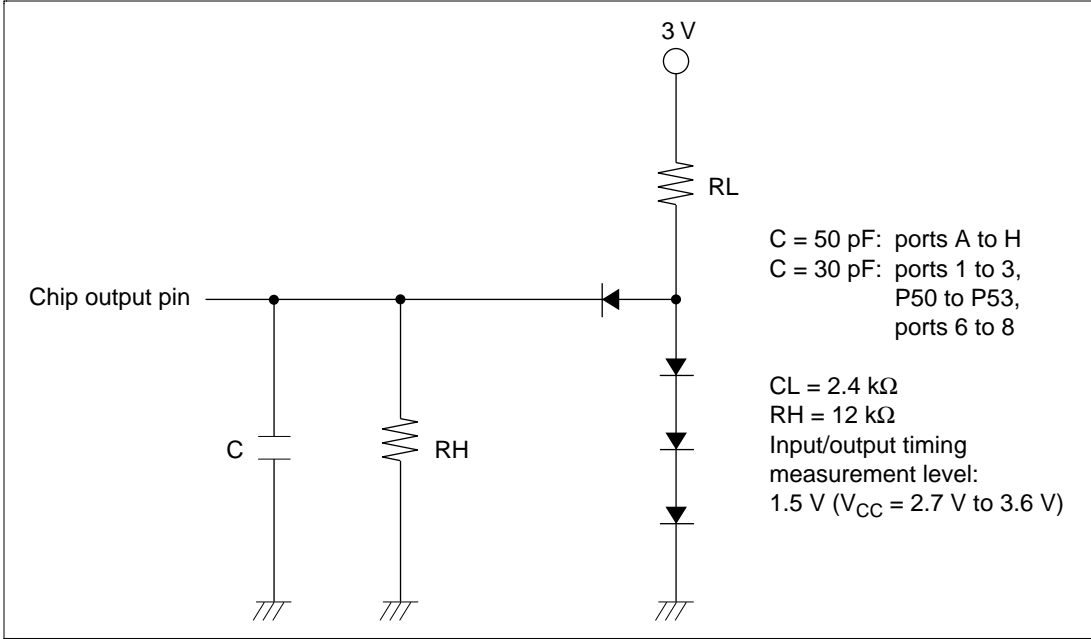 3 V
RL
C = 50 pF: ports A to H
C = 30 pF: ports 1 to 3,
P50 to P53,
ports 6 to 8
Chip output pin
CL = 2.4 kΩ
RH = 12 kΩ
Input/output timing
measurement level:
1.5 V (VCC = 2.7 V to 3.6 V)
C
RH